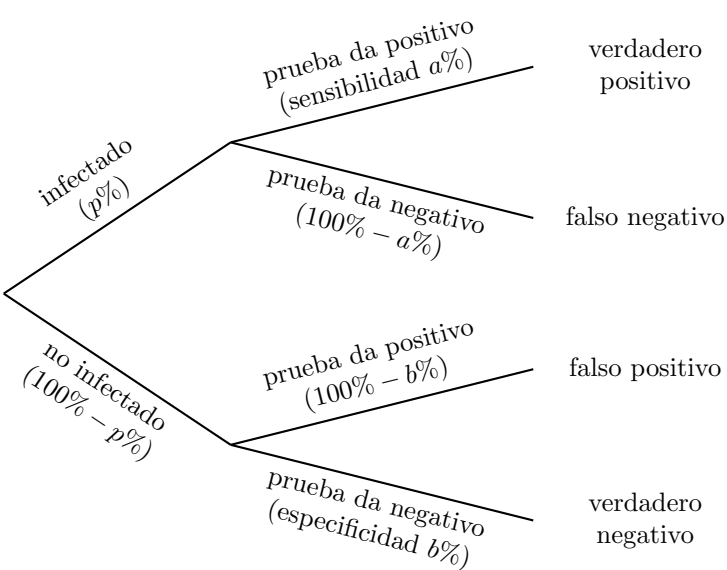 prueba da positivo
(sensibilidad a%)
verdadero
positivo
infectado
(p%)
prueba da negativo
(100% − a%)
falso negativo
no infectado
(100% − p%)
prueba da positivo
(100% − b%)
falso positivo
prueba da negativo
(especificidad b%)
verdadero
negativo